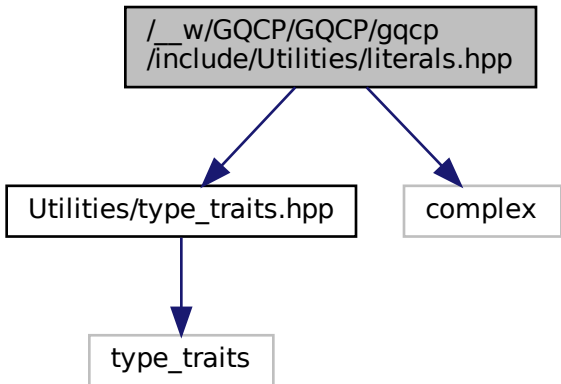 /__w/GQCP/GQCP/gqcp
/include/Utilities/literals.hpp
Utilities/type_traits.hpp
complex
type_traits